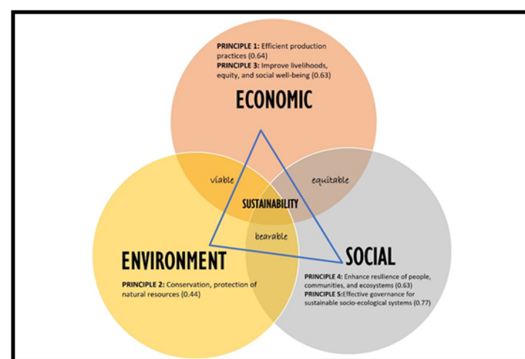 PRINCIPLE 1: Efficient production
practices (0.64)
PRINCIPLE 3: Improve livelihoods,
equity, and social well-being (0.63)
ECONOMIC
viable
equitable
SUSTAINABILITY
bearable
ENVIRONMENT
PRINCIPLE 2: Conservation, protection of
natural resources (0.44)
SOCIAL
PRINCIPLE 4: Enhance resilience of people,
communities, and ecosystems (0.63)
PRINCIPLE 5:Effective governance for
sustainable socio-ecological systems (0.77)